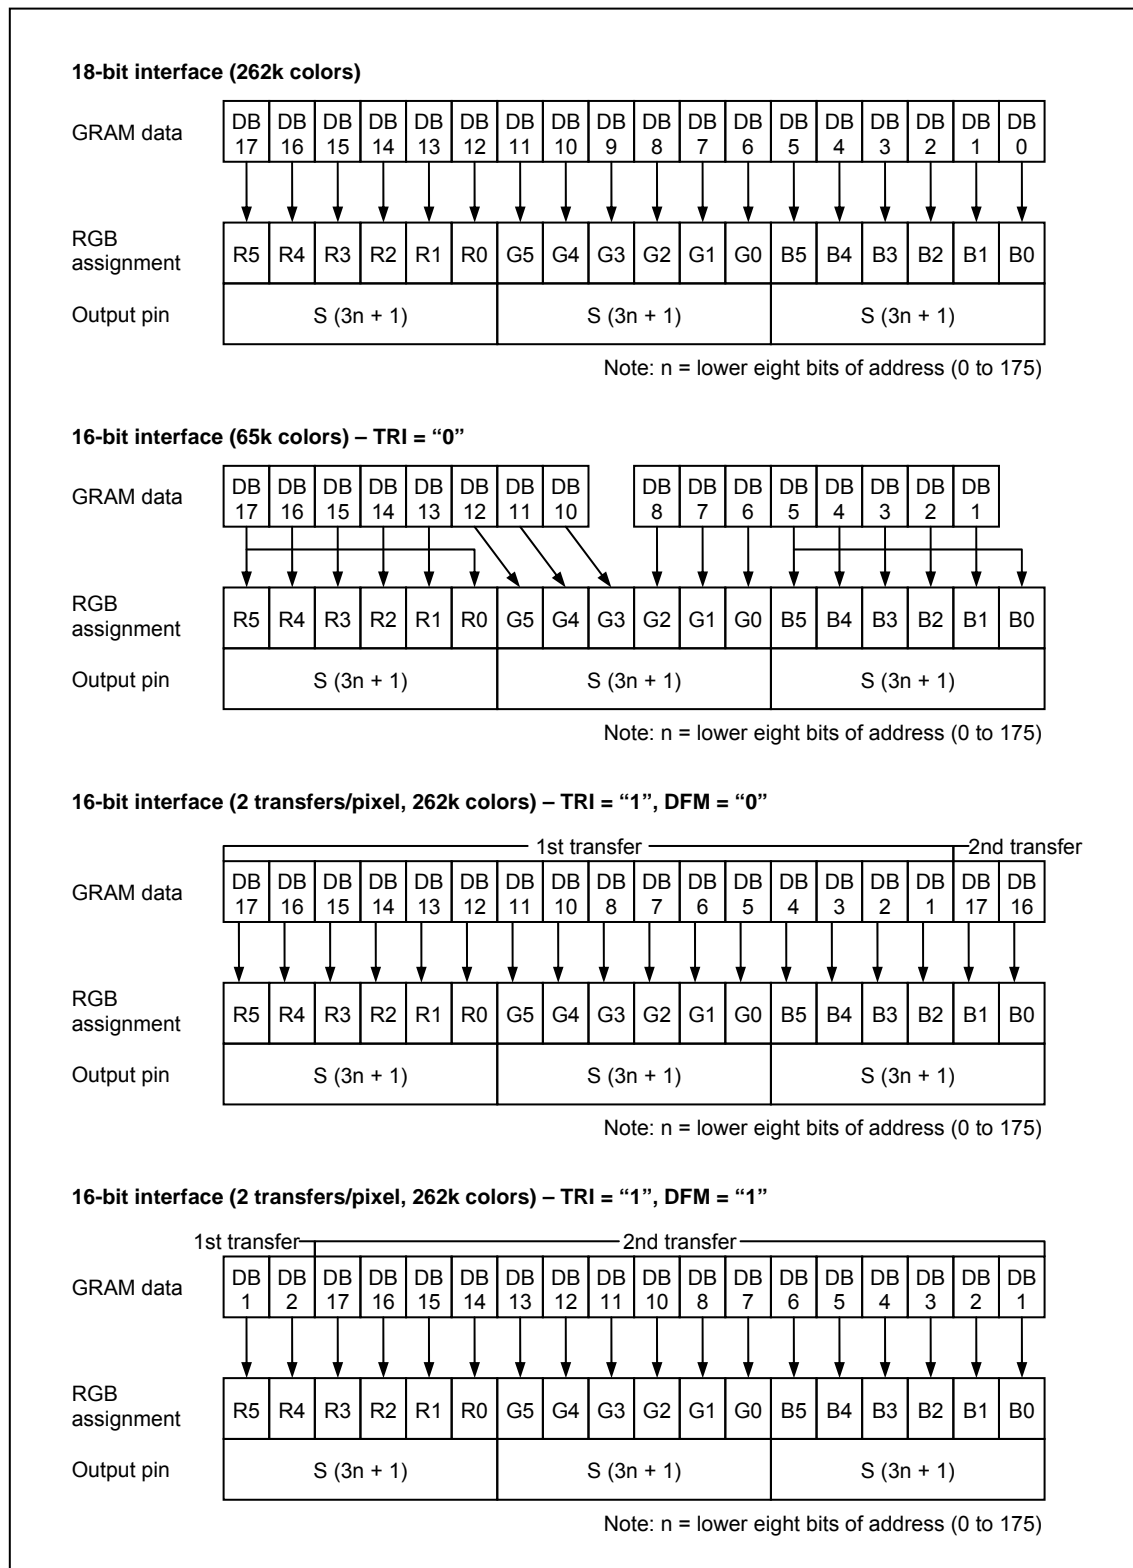 18-bit interface (262k colors)
GRAM data DB 17 DB 16 DB 15 DB 14 DB 13 DB 12 DB 11 DB 10 DB 9 DB 8 DB 7 DB 6 DB 5 DB 4 DB 3 DB 2 DB 1 DB 0
RGB assignment R5 R4 R3 R2 R1 R0 G5 G4 G3 G2 G1 G0 B5 B4 B3 B2 B1 B0
Output pin S (3n + 1) S (3n + 1) S (3n + 1)
Note: n = lower eight bits of address (0 to 175)
16-bit interface (65k colors) – TRI = “0”
GRAM data DB 17 DB 16 DB 15 DB 14 DB 13 DB 12 DB 11 DB 10 DB 8 DB 7 DB 6 DB 5 DB 4 DB 3 DB 2 DB 1
RGB assignment R5 R4 R3 R2 R1 R0 G5 G4 G3 G2 G1 G0 B5 B4 B3 B2 B1 B0
Output pin S (3n + 1) S (3n + 1) S (3n + 1)
Note: n = lower eight bits of address (0 to 175)
16-bit interface (2 transfers/pixel, 262k colors) – TRI = “1”, DFM = “0”
1st transfer 2nd transfer
GRAM data DB 17 DB 16 DB 15 DB 14 DB 13 DB 12 DB 11 DB 10 DB 8 DB 7 DB 6 DB 5 DB 4 DB 3 DB 2 DB 1 DB 17 DB 16
RGB assignment R5 R4 R3 R2 R1 R0 G5 G4 G3 G2 G1 G0 B5 B4 B3 B2 B1 B0
Output pin S (3n + 1) S (3n + 1) S (3n + 1)
Note: n = lower eight bits of address (0 to 175)
16-bit interface (2 transfers/pixel, 262k colors) – TRI = “1”, DFM = “1”
1st transfer 2nd transfer
GRAM data DB 1 DB 2 DB 17 DB 16 DB 15 DB 14 DB 13 DB 12 DB 11 DB 10 DB 8 DB 7 DB 6 DB 5 DB 4 DB 3 DB 2 DB 1
RGB assignment R5 R4 R3 R2 R1 R0 G5 G4 G3 G2 G1 G0 B5 B4 B3 B2 B1 B0
Output pin S (3n + 1) S (3n + 1) S (3n + 1)
Note: n = lower eight bits of address (0 to 175)